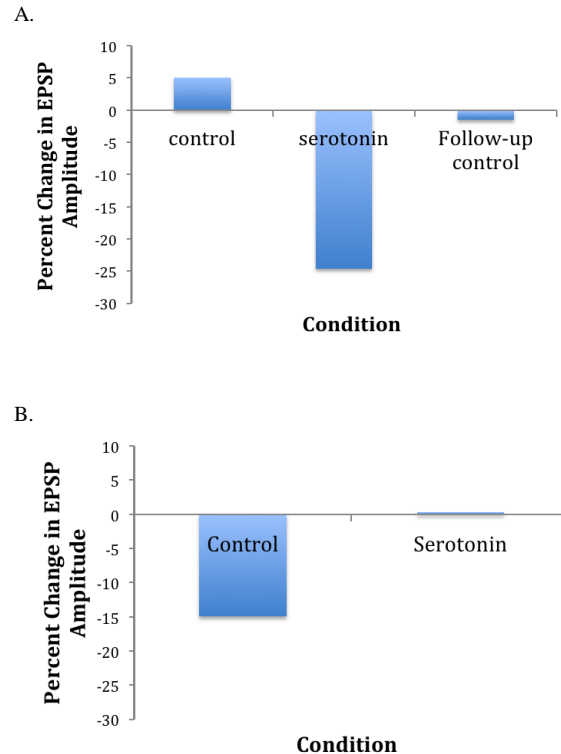 A.
Percent Change in EPSP
Amplitude
10
5
0
-5
-10
-15
-20
-25
-30
control
serotonin
Follow-up
control
Condition
B.
Percent Change in EPSP
Amplitude
10
5
0
-5
-10
-15
-20
-25
-30
Control
Serotonin
Condition